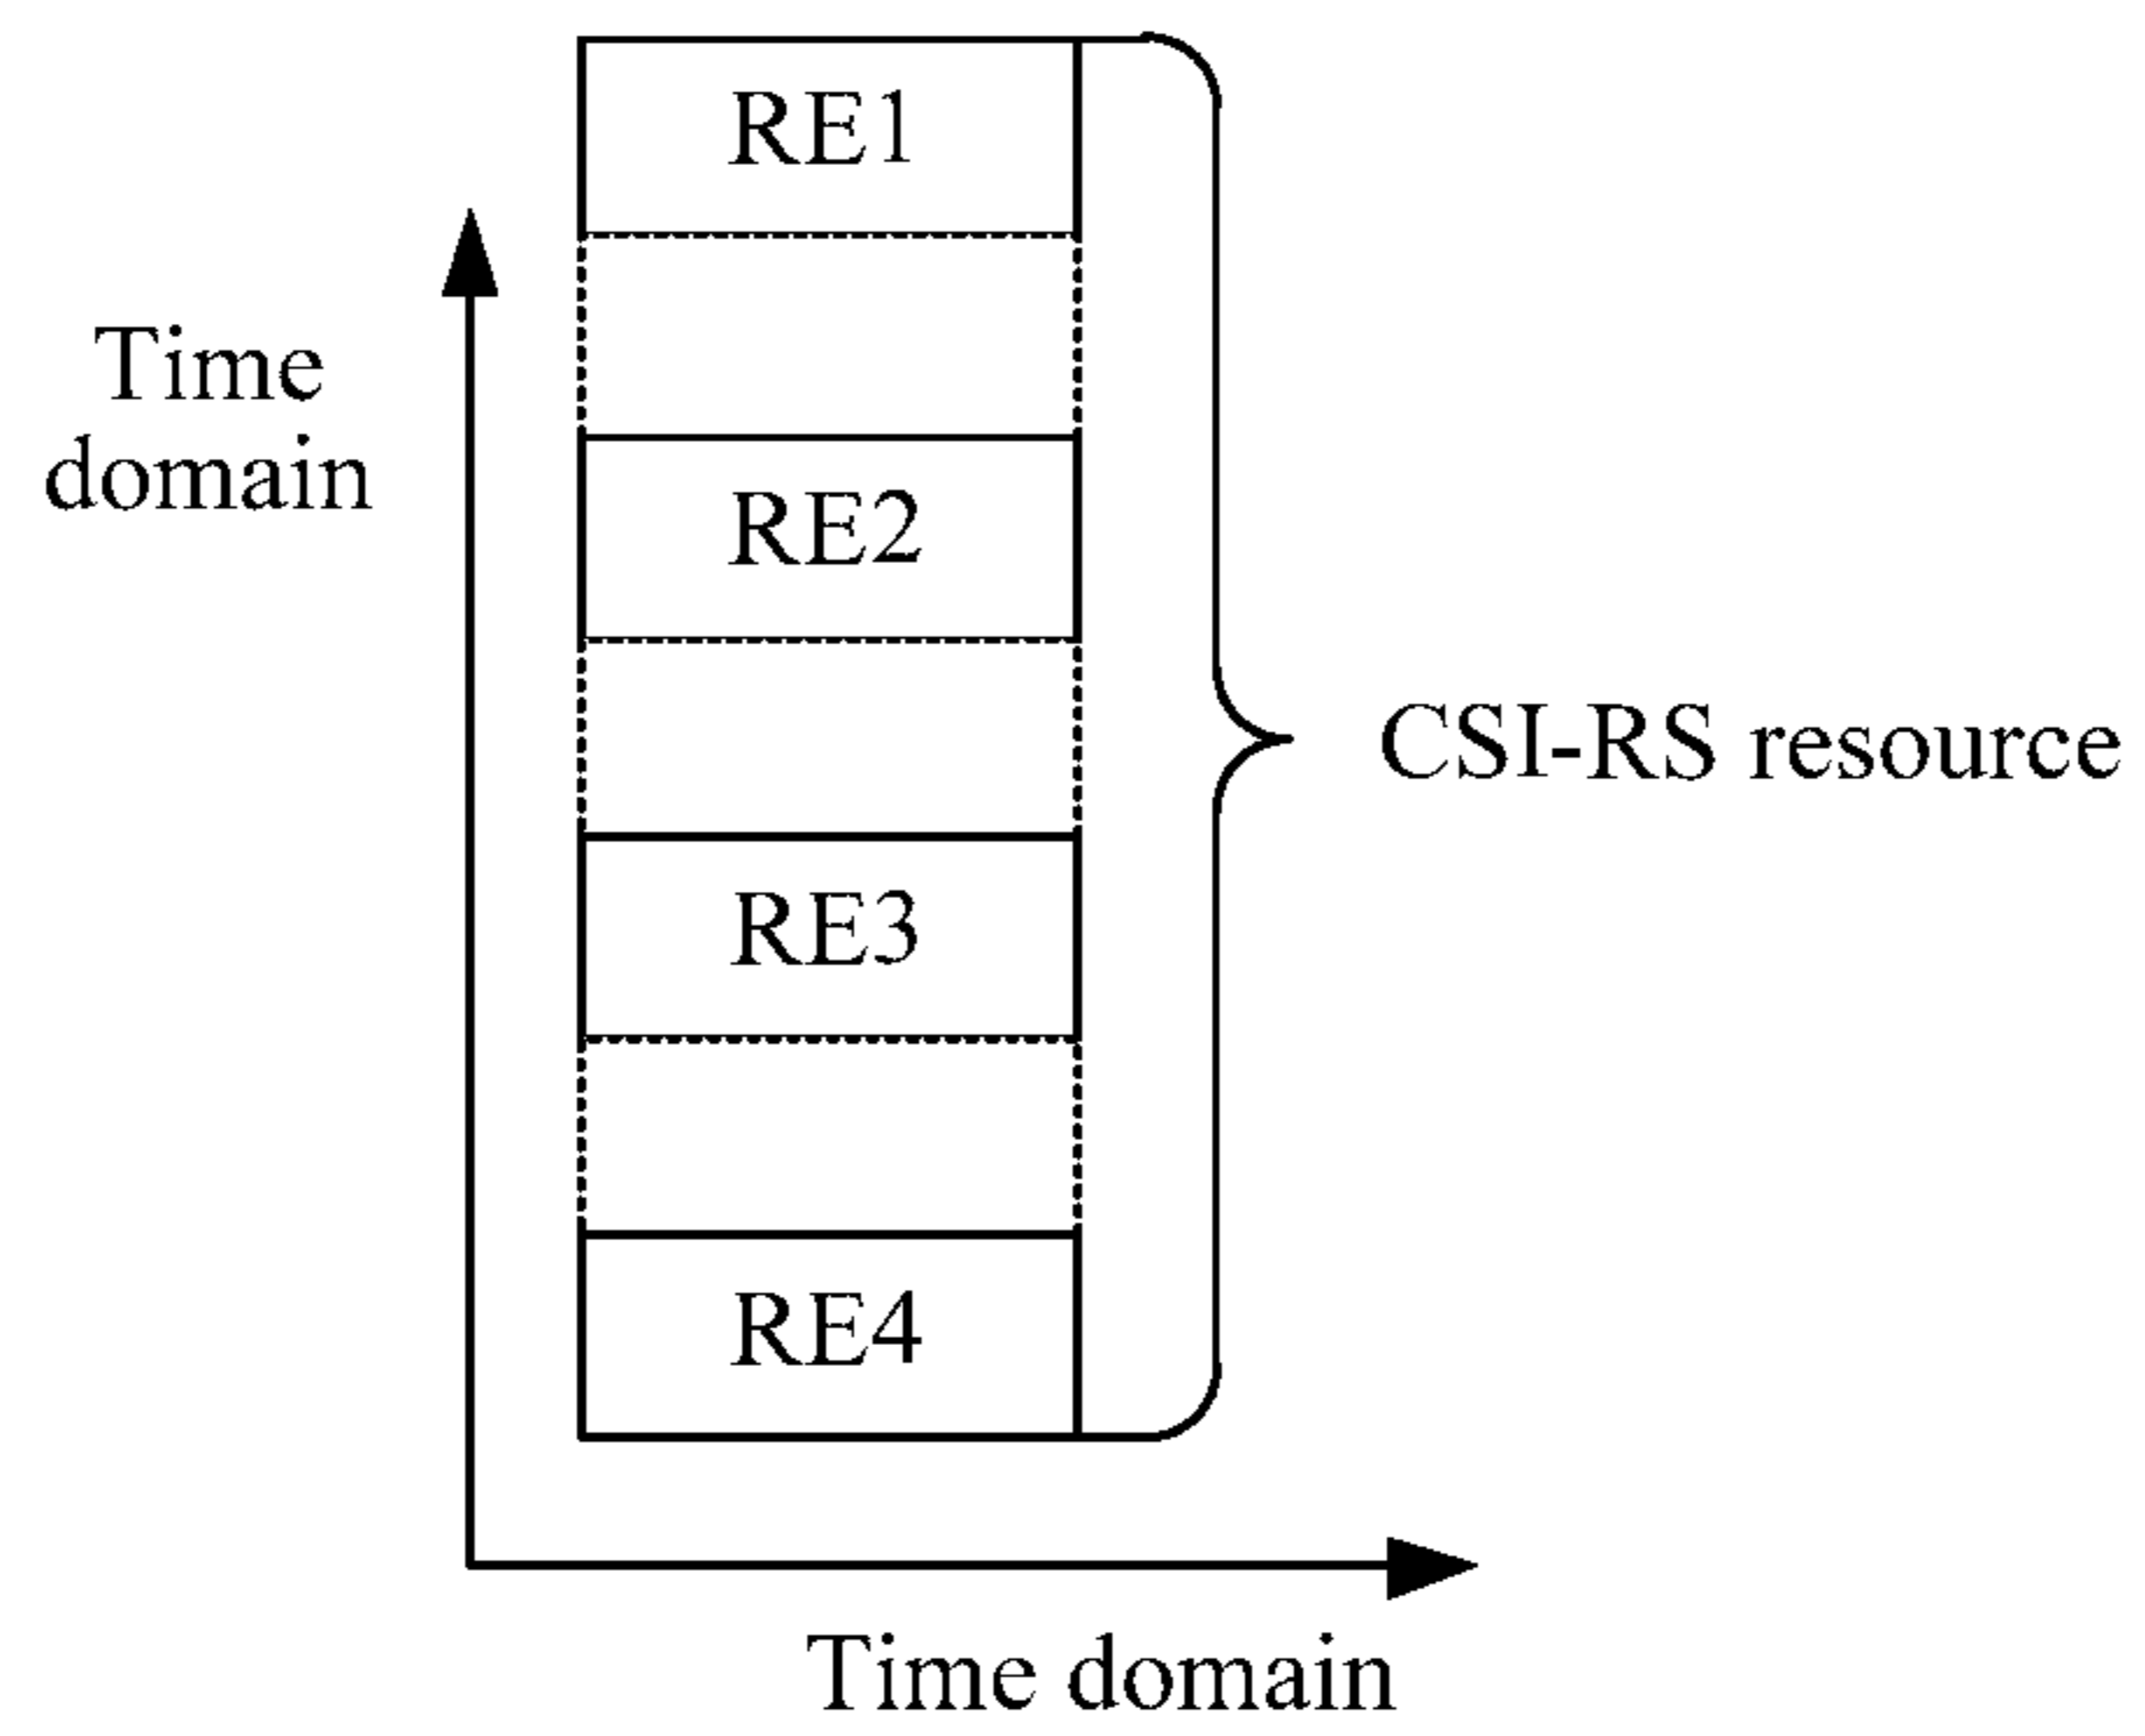 RE1
Time
domain
RE2
CSI-RS resource
RE3
RE4
Time domain